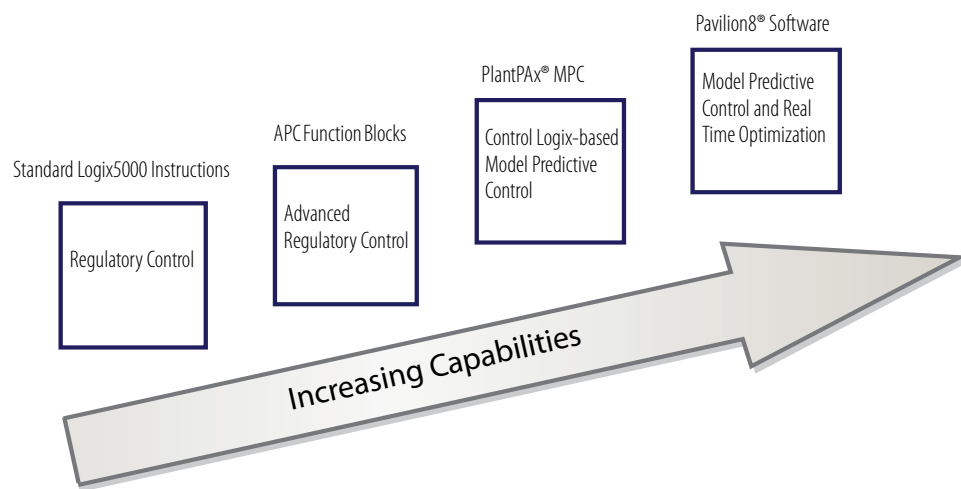 Standard Logix5000 Instructions
Regulatory Control
APC Function Blocks
Advanced
Regulatory Control
PlantPAx® MPC
Control Logix-based
Model Predictive
Control
Pavilion8® Software
Model Predictive
Control and Real
Time Optimization
Increasing Capabilities